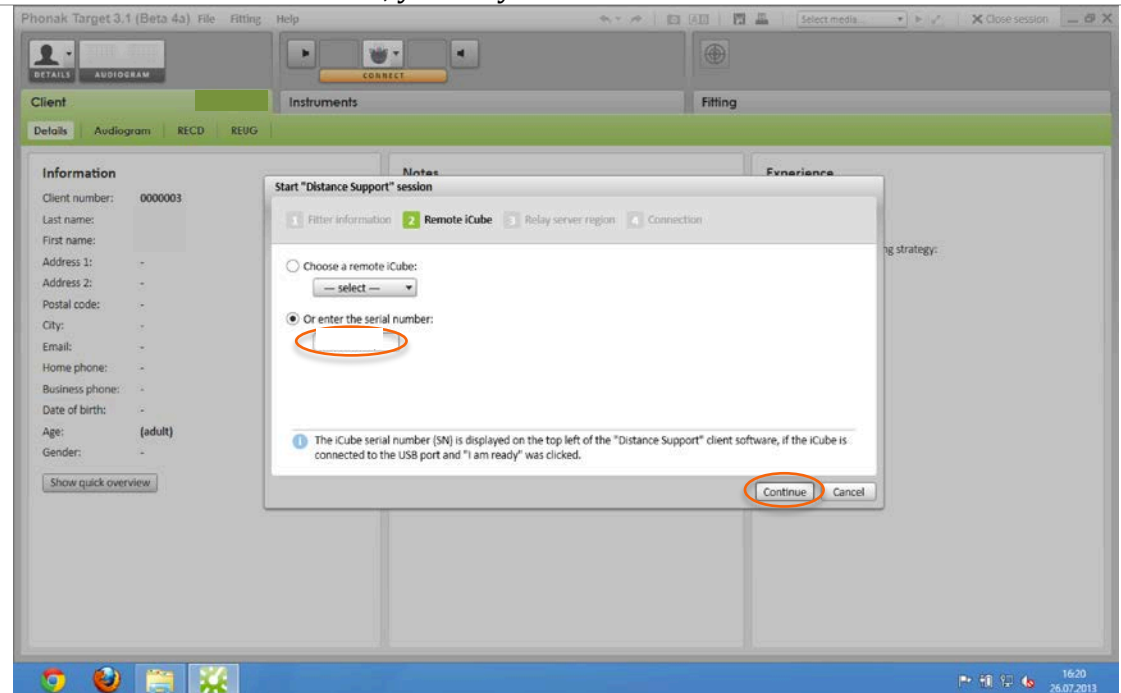 Phonak Target 3.1 (Beta 4a) File Fitting Help Select media... Close session
DETAILS AUDIOGRAM CONNECT
Client Instruments Fitting
Details Audiogram RECD REUG
Information Notes Experience
Client number: 0000003
Last name:
First name:
Address 1: -
Address 2: -
Postal code: -
City: -
Email: -
Home phone: -
Business phone: -
Date of birth: -
Age: (adult)
Gender: -
Show quick overview
ng strategy:
Start "Distance Support" session
1 Fitter information 2 Remote iCube 3 Relay server region 4 Connection
Choose a remote iCube:
— select —
Or enter the serial number:
The iCube serial number (SN) is displayed on the top left of the "Distance Support" client software, if the iCube is
connected to the USB port and "I am ready" was clicked.
Continue Cancel
16:20
26.07.2013